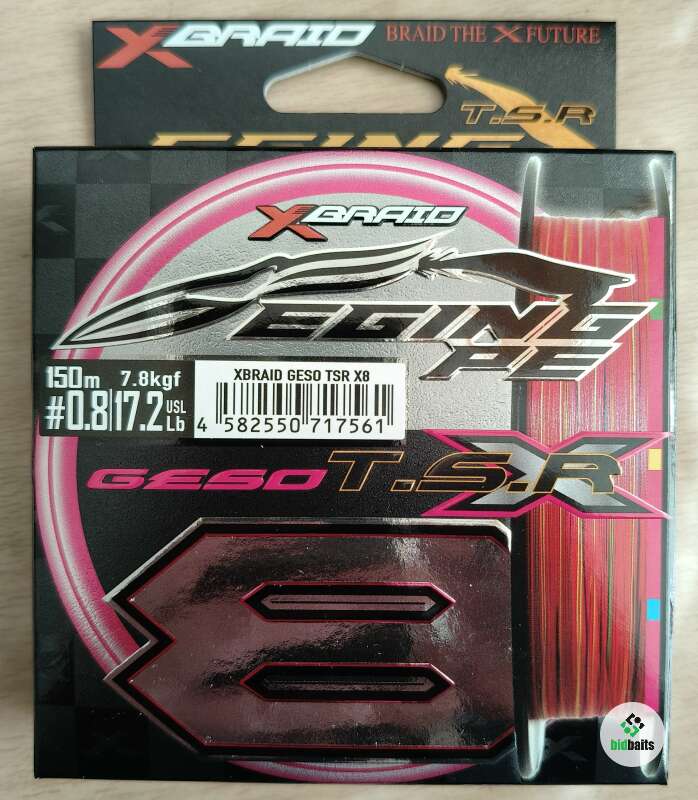 XBRAID BRAID THE X FUTURE
T.S.R
EGING
XBRAID
EGING
PE
150m 7.8kgf
#0.8 17.2 USL Lb
XBRAID GESO TSR X8
4 582550 717561
GESO T.S.R X
8
bidbaits